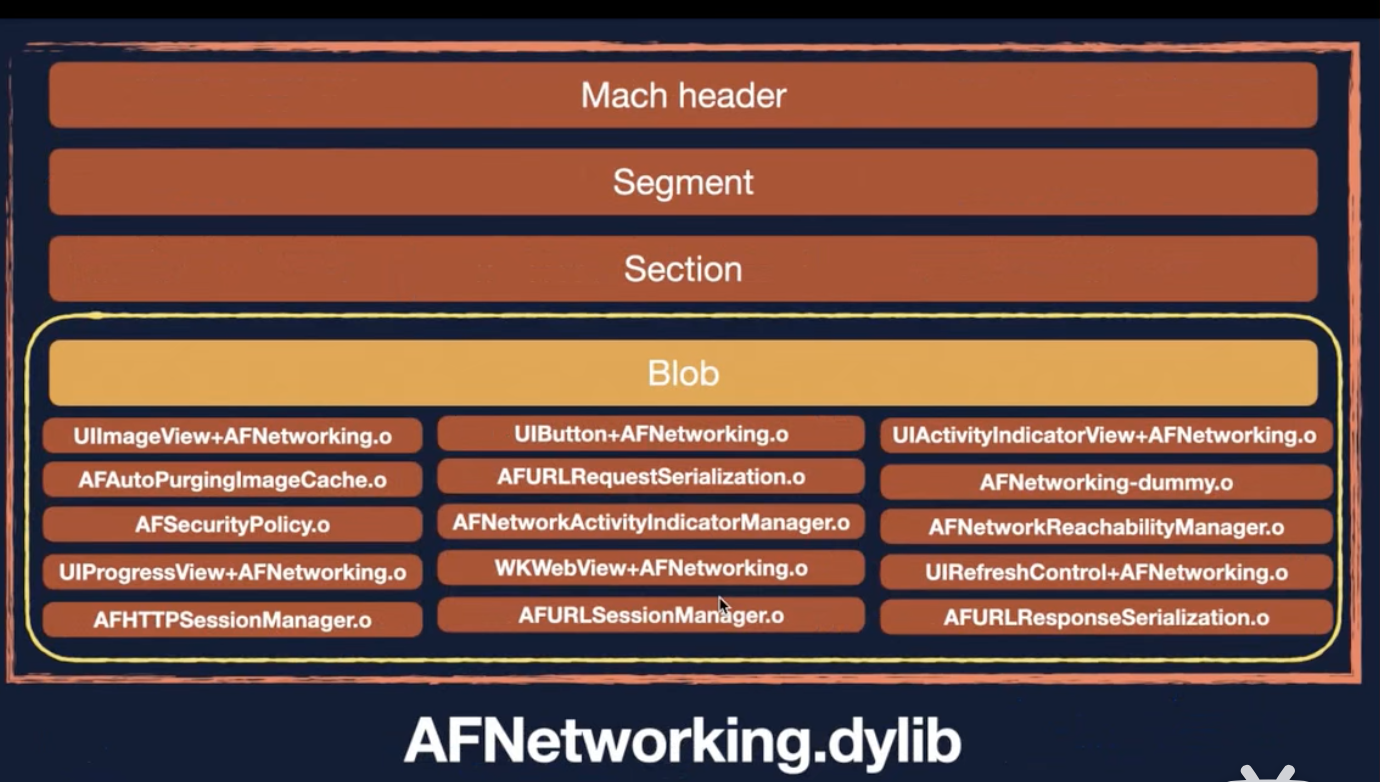 Mach header
Segment
Section
Blob
UIImageView+AFNetworking.o
UIButton+AFNetworking.o
UIActivityIndicatorView+AFNetworking.o
AFAutoPurgingImageCache.o
AFURLRequestSerialization.o
AFNetworking-dummy.o
AFSecurityPolicy.o
AFNetworkActivityIndicatorManager.o
AFNetworkReachabilityManager.o
UIProgressView+AFNetworking.o
WKWebView+AFNetworking.o
UIRefreshControl+AFNetworking.o
AFHTTPSessionManager.o
AFURLSessionManager.o
AFURLResponseSerialization.o
AFNetworking.dylib